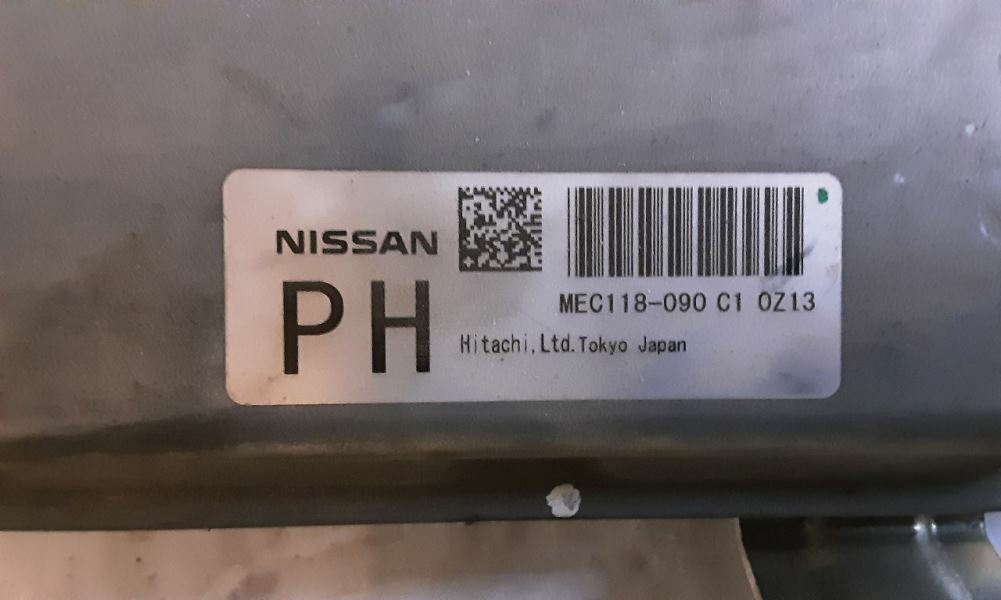 NISSAN
PH
MEC118-090 C1 0Z13
Hitachi,Ltd.Tokyo Japan